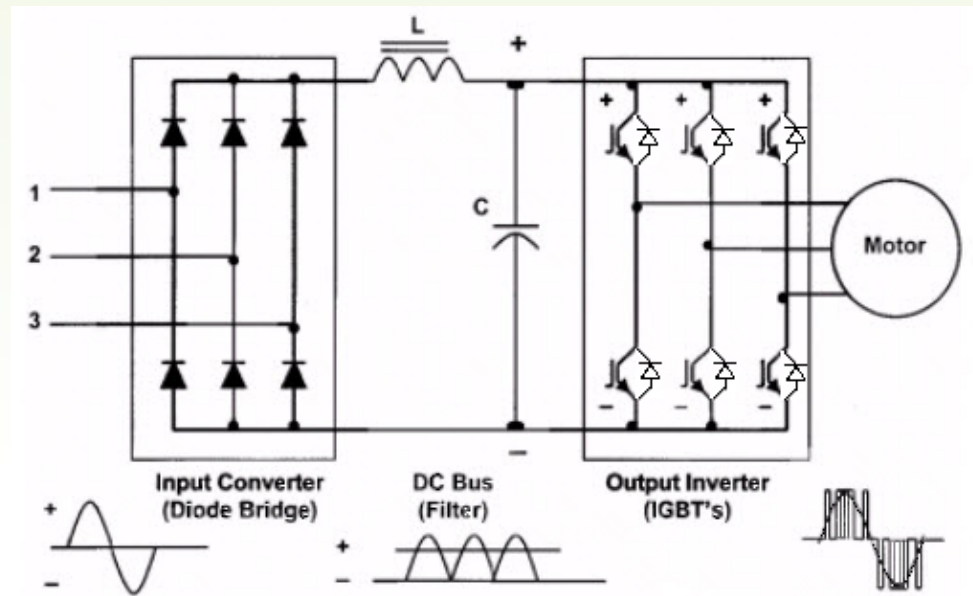 L
+
+ + +
1
C
2
Motor
3
− − −
−
Input Converter
(Diode Bridge)
DC Bus
(Filter)
Output Inverter
(IGBT's)
+
−
+
−